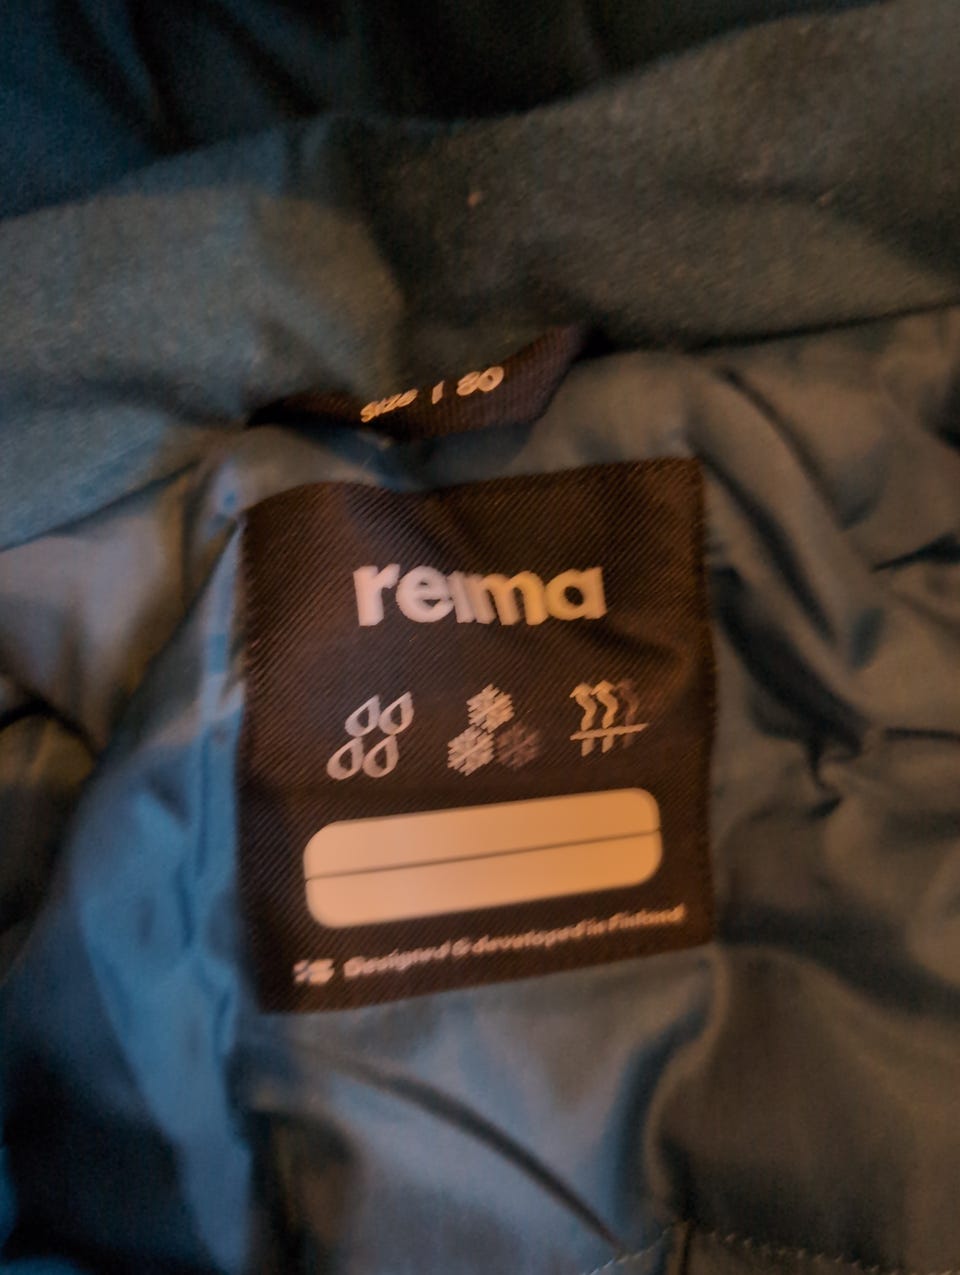 SIZE | 80
reima
Designed & developed in Finland